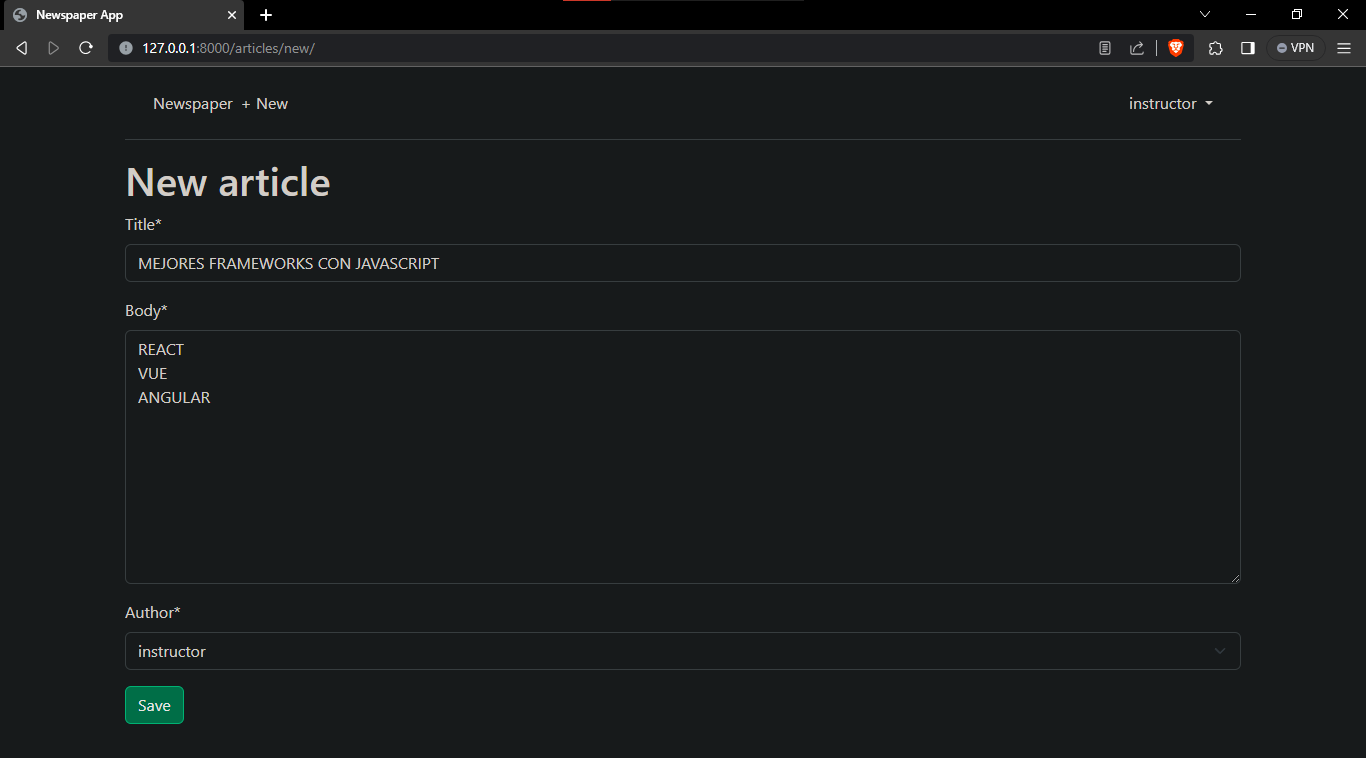 Newspaper App
127.0.0.1:8000/articles/new/
VPN
Newspaper + New
instructor
New article
Title*
MEJORES FRAMEWORKS CON JAVASCRIPT
Body*
REACT
VUE
ANGULAR
Author*
instructor
Save